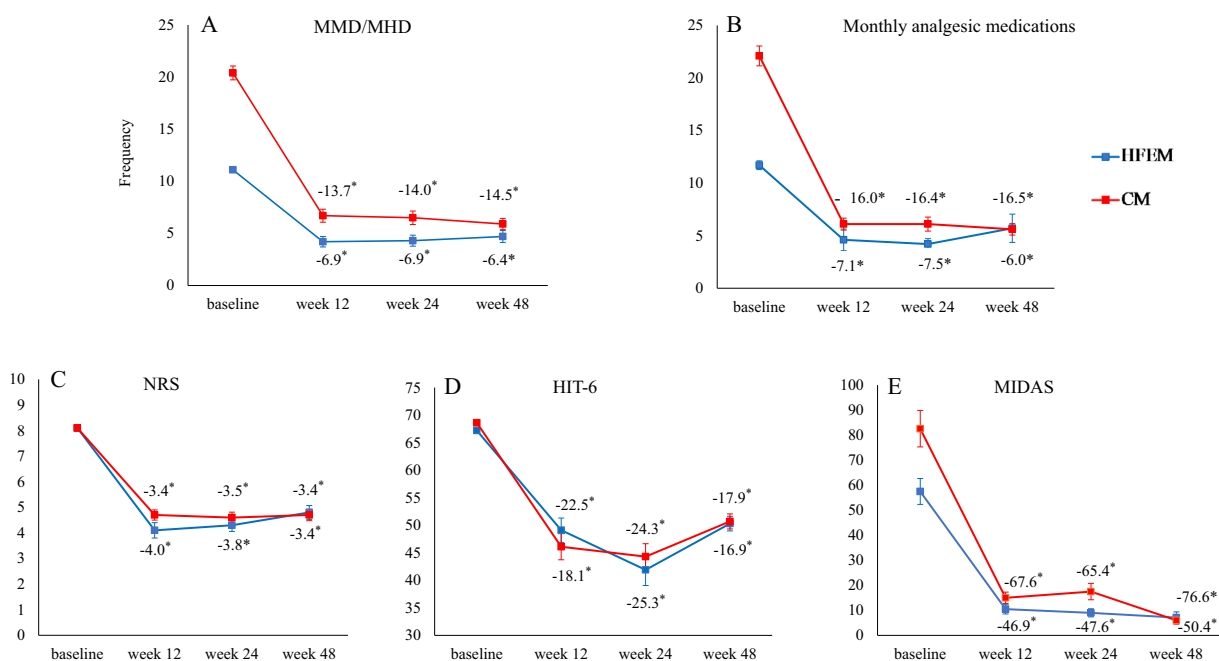 A MMD/MHD
Frequency
25
20
15
10
5
0
-13.7* -14.0* -14.5*
-6.9* -6.9* -6.4*
baseline week 12 week 24 week 48
B Monthly analgesic medications
25
20
15
10
5
0
- 16.0* -16.4* -16.5*
-7.1* -7.5* -6.0*
baseline week 12 week 24 week 48
HFEM
CM
C NRS
10
9
8
7
6
5
4
3
2
1
0
-3.4* -3.5* -3.4*
-4.0* -3.8* -3.4*
baseline week 12 week 24 week 48
D HIT-6
75
70
65
60
55
50
45
40
35
30
-22.5* -24.3* -17.9*
-18.1* -25.3* -16.9*
baseline week 12 week 24 week 48
E MIDAS
100
90
80
70
60
50
40
30
20
10
0
-67.6* -65.4* -76.6*
-46.9* -47.6* -50.4*
baseline week 12 week 24 week 48